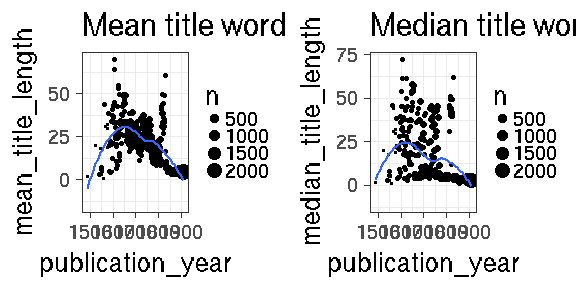 Mean title word
mean_title_length
50
25
0
n
500
1000
1500
2000
publication_year
Median title wor
median_title_length
75
50
25
0
n
500
1000
1500
2000
publication_year